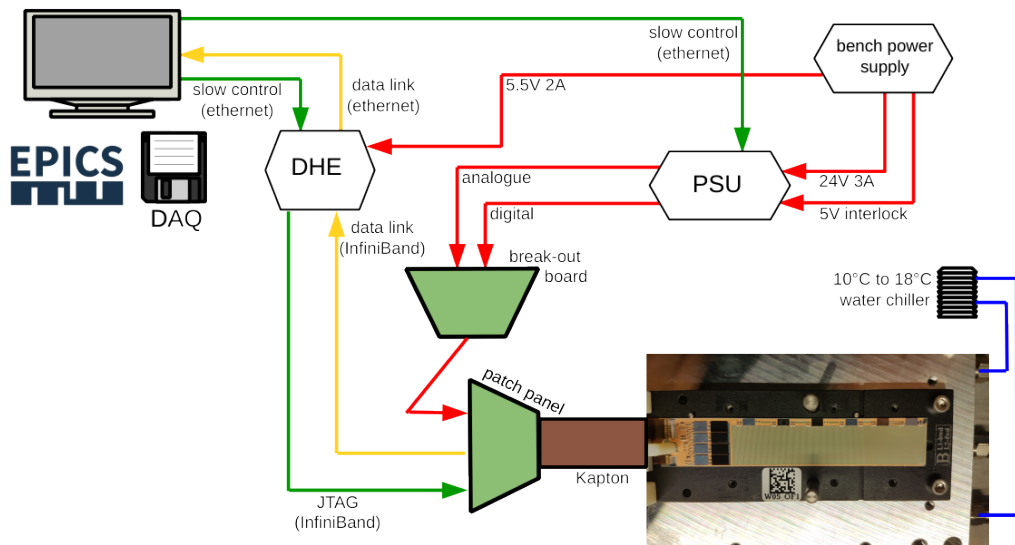 slow control
(ethernet)
bench power
supply
slow control
(ethernet)
data link
(ethernet)
5.5V 2A
EPICS
DAQ
DHE
PSU
analogue
digital
24V 3A
5V interlock
data link
(InfiniBand)
break-out
board
10°C to 18°C
water chiller
patch panel
Kapton
JTAG
(InfiniBand)
B